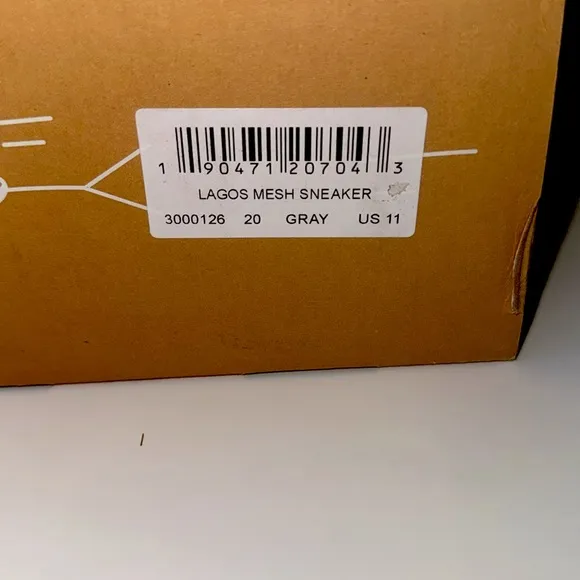 1 90471 20704 3
LAGOS MESH SNEAKER
3000126 20 GRAY US 11